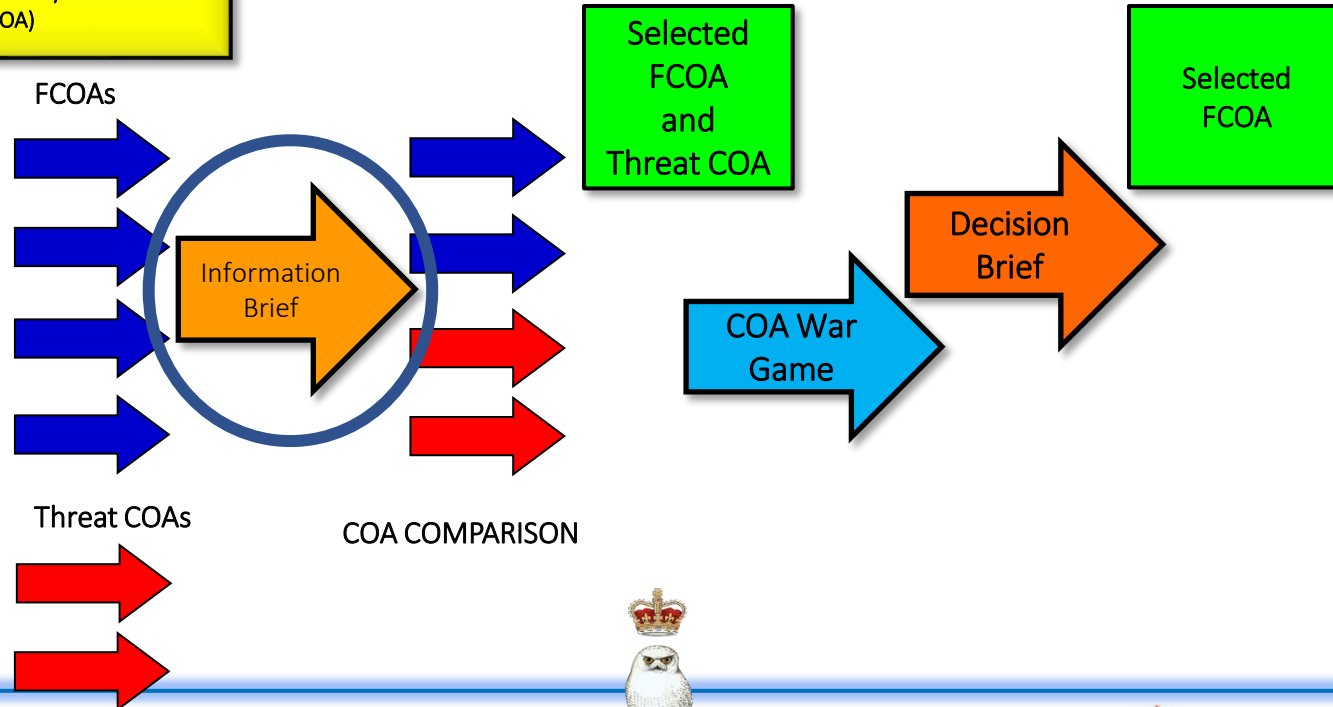 OA)
FCOAs
Selected
FCOA
and
Threat COA
Selected
FCOA
Information
Brief
Decision
Brief
COA War
Game
Threat COAs
COA COMPARISON